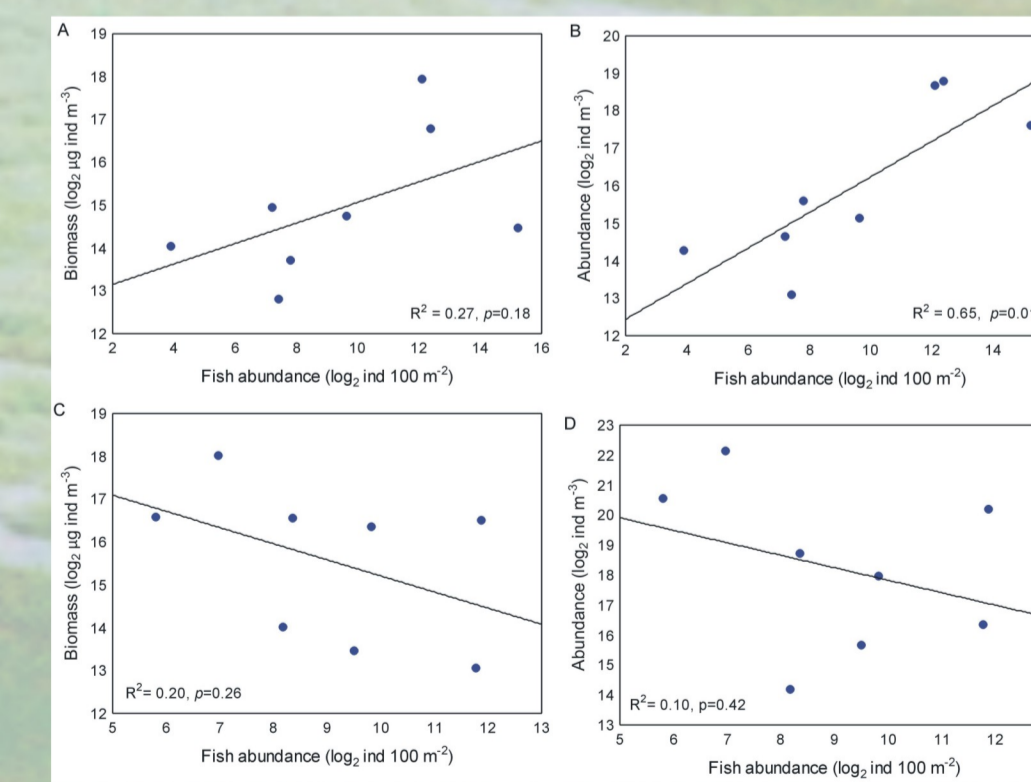 A
19
18
17
16
15
14
13
12
Biomass (log2 µg ind m-3)
R2 = 0.27, p=0.18
2 4 6 8 10 12 14 16
Fish abundance (log2 ind 100 m-2)
B
20
19
18
17
16
15
14
13
12
Abundance (log2 ind m-3)
R2 = 0.65, p=0.01
2 4 6 8 10 12 14
Fish abundance (log2 ind 100 m-2)
C
19
18
17
16
15
14
13
12
Biomass (log2 µg ind m-3)
R2= 0.20, p=0.26
5 6 7 8 9 10 11 12 13
Fish abundance (log2 ind 100 m-2)
D
23
22
21
20
19
18
17
16
15
14
13
Abundance (log2 ind m-3)
R2= 0.10, p=0.42
5 6 7 8 9 10 11 12
Fish abundance (log2 ind 100 m-2)